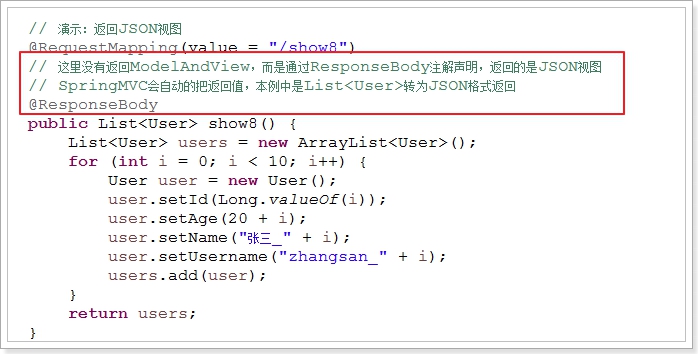 // 演示：返回JSON视图
@RequestMapping(value = "/show8")
// 这里没有返回ModelAndView，而是通过ResponseBody注解声明，返回的是JSON视图
// SpringMVC会自动的把返回值，本例中是List<User>转为JSON格式返回
@ResponseBody
public List<User> show8() {
List<User> users = new ArrayList<User>();
for (int i = 0; i < 10; i++) {
User user = new User();
user.setId(Long.valueOf(i));
user.setAge(20 + i);
user.setName("张三_" + i);
user.setUsername("zhangsan_" + i);
users.add(user);
}
return users;
}